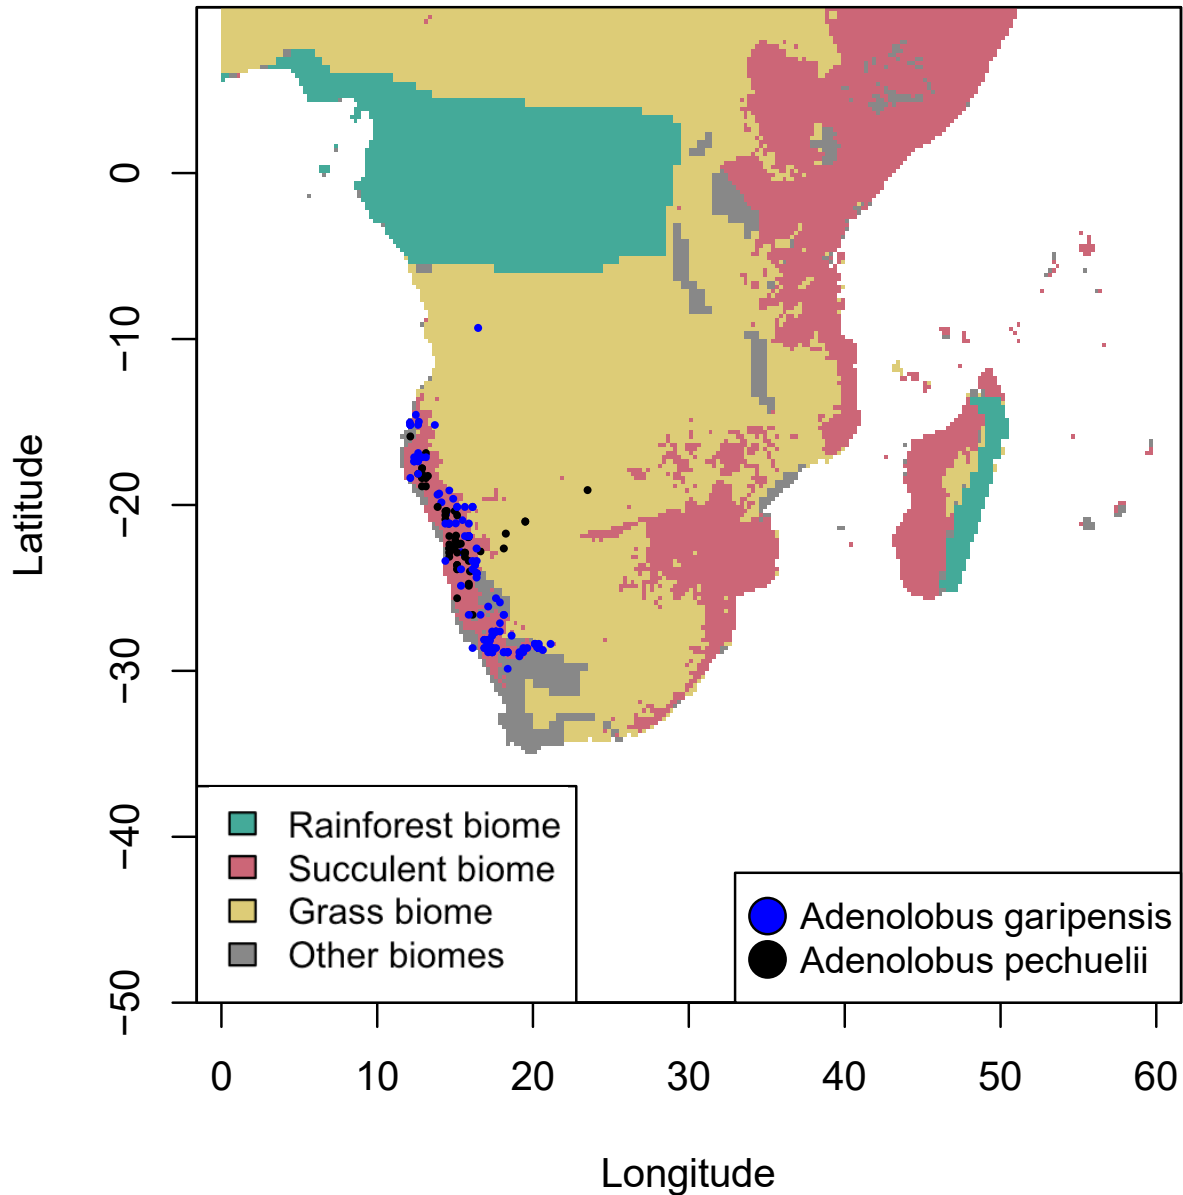 Latitude
0
−10
−20
−30
−40
−50
Rainforest biome
Succulent biome
Grass biome
Other biomes
Adenolobus garipensis
Adenolobus pechuelii
0 10 20 30 40 50 60
Longitude